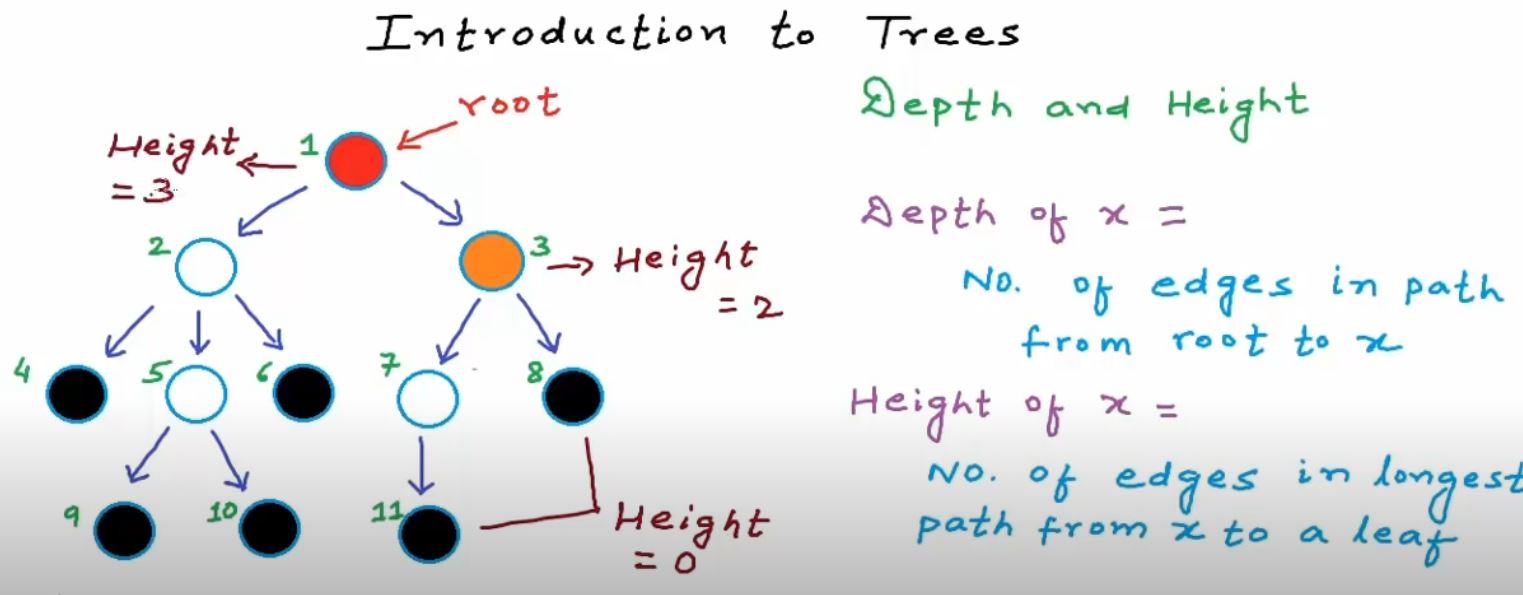 Introduction to Trees
root
Depth and Height
Height
= 3
1
2
3
Height
= 2
Depth of x =
No. of edges in path
from root to x
4
5
6
7
8
Height of x =
No. of edges in longest
path from x to a leaf
9
10
11
Height
= 0